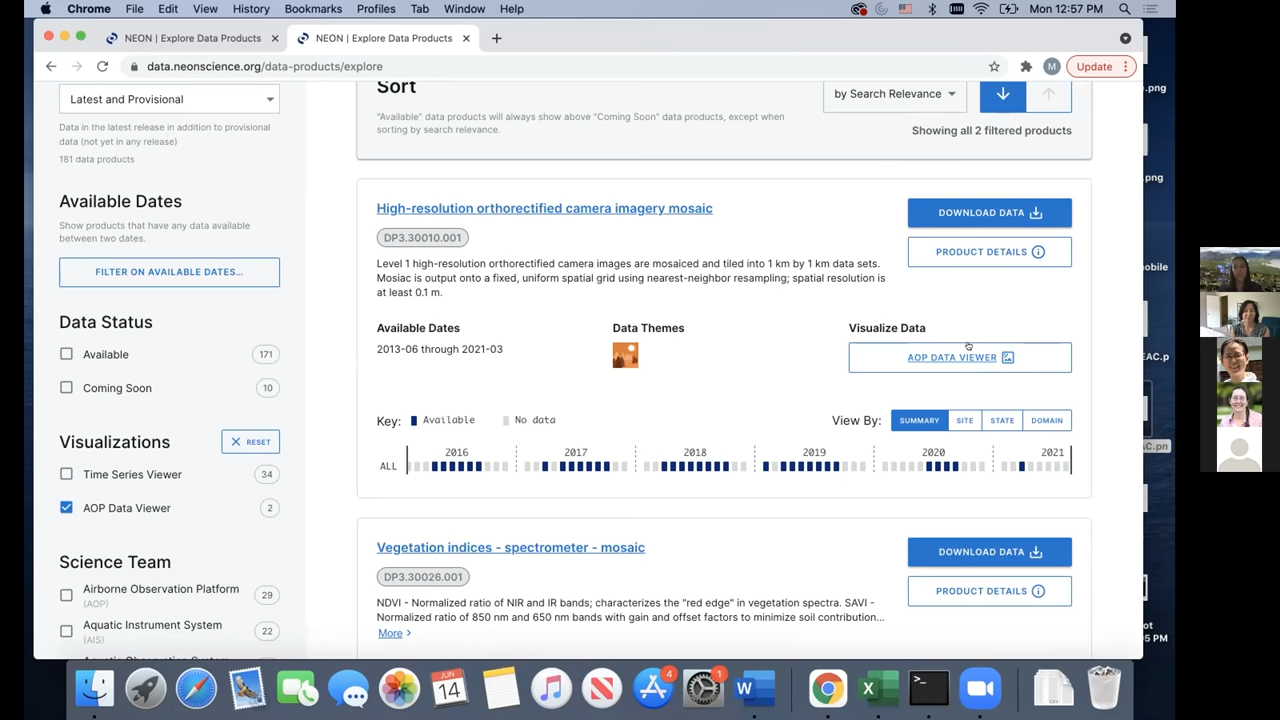 Chrome File Edit View History Bookmarks Profiles Tab Window Help Mon 12:57 PM
NEON | Explore Data Products NEON | Explore Data Products
data.neonscience.org/data-products/explore M Update
Latest and Provisional
Data in the latest release in addition to provisional
data (not yet in any release)
181 data products
Available Dates
Show products that have any data available
between two dates.
FILTER ON AVAILABLE DATES...
Data Status
Available 171
Coming Soon 10
Visualizations RESET
Time Series Viewer 34
AOP Data Viewer 2
Science Team
Airborne Observation Platform 29
(AOP)
Aquatic Instrument System 22
(AIS)
Sort
by Search Relevance
"Available" data products will always show above "Coming Soon" data products, except when
sorting by search relevance.
Showing all 2 filtered products
High-resolution orthorectified camera imagery mosaic
DP3.30010.001
Level 1 high-resolution orthorectified camera images are mosaiced and tiled into 1 km by 1 km data sets.
Mosiac is output onto a fixed, uniform spatial grid using nearest-neighbor resampling; spatial resolution is
at least 0.1 m.
DOWNLOAD DATA
PRODUCT DETAILS
Available Dates
2013-06 through 2021-03
Data Themes
Visualize Data
AOP DATA VIEWER
Key: Available No data
View By: SUMMARY SITE STATE DOMAIN
2016 2017 2018 2019 2020 2021
ALL
Vegetation indices - spectrometer - mosaic
DP3.30026.001
NDVI - Normalized ratio of NIR and IR bands; characterizes the "red edge" in vegetation spectra. SAVI -
Normalized ratio of 850 nm and 650 nm bands with gain and offset factors to minimize soil contribution...
More
DOWNLOAD DATA
PRODUCT DETAILS
e.png
ng
obile
EAC.p
AC.png
ot
5 PM
JUN
14
4
1